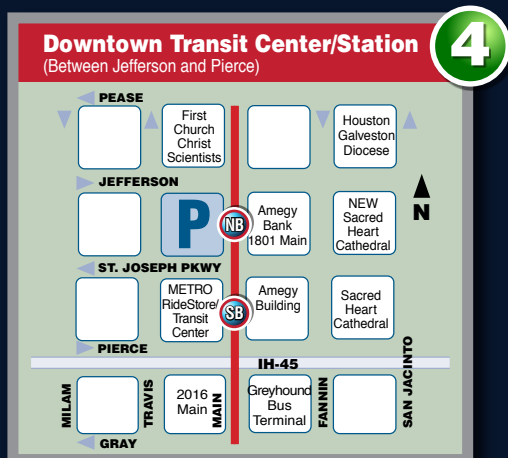 Downtown Transit Center/Station
(Between Jefferson and Pierce)
4
PEASE
First
Church
Christ
Scientists
Houston
Galveston
Diocese
JEFFERSON
P
NB
Amegy
Bank
1801 Main
NEW
Sacred
Heart
Cathedral
N
ST. JOSEPH PKWY
METRO
RideStore/
Transit
Center
SB
Amegy
Building
Sacred
Heart
Cathedral
PIERCE
IH-45
MILAM
TRAVIS
2016
Main
MAIN
Greyhound
Bus
Terminal
FANNIN
SAN JACINTO
GRAY